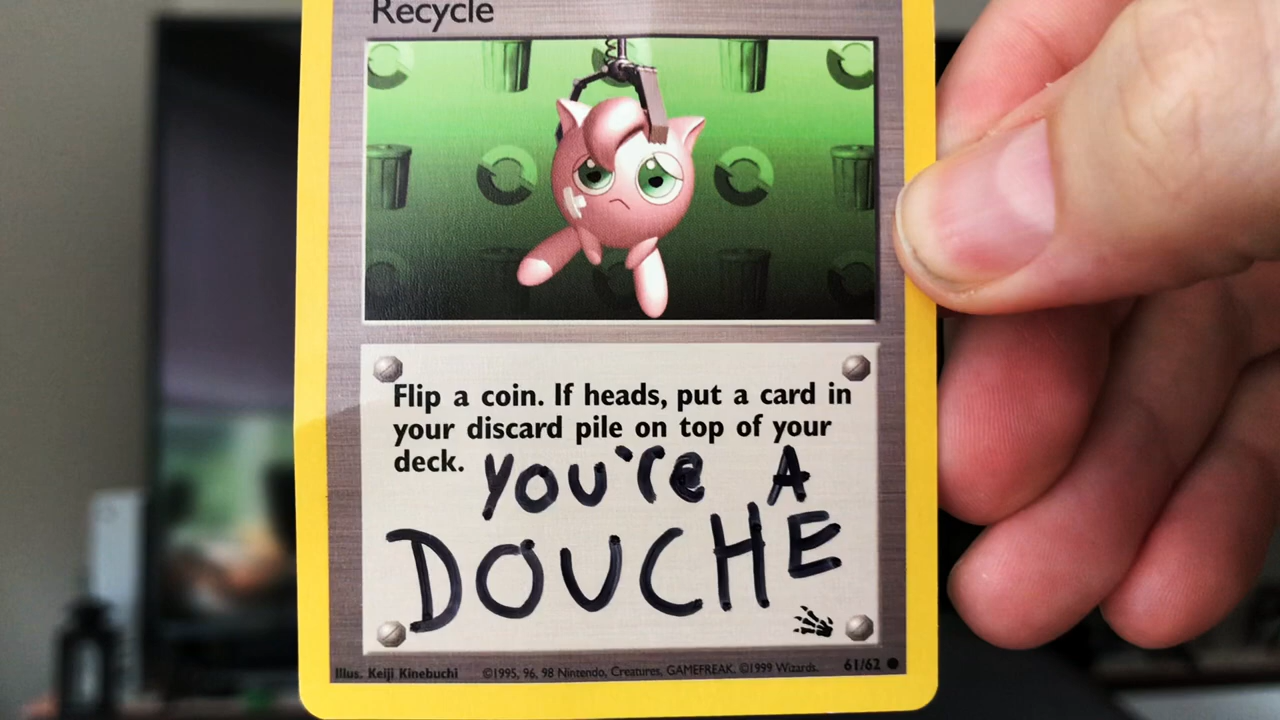 Recycle
Flip a coin. If heads, put a card in
your discard pile on top of your
deck.
you're A
DOUCHE
Illus. Keiji Kinebuchi ©1995, 96, 98 Nintendo, Creatures, GAMEFREAK. ©1999 Wizards. 61/62